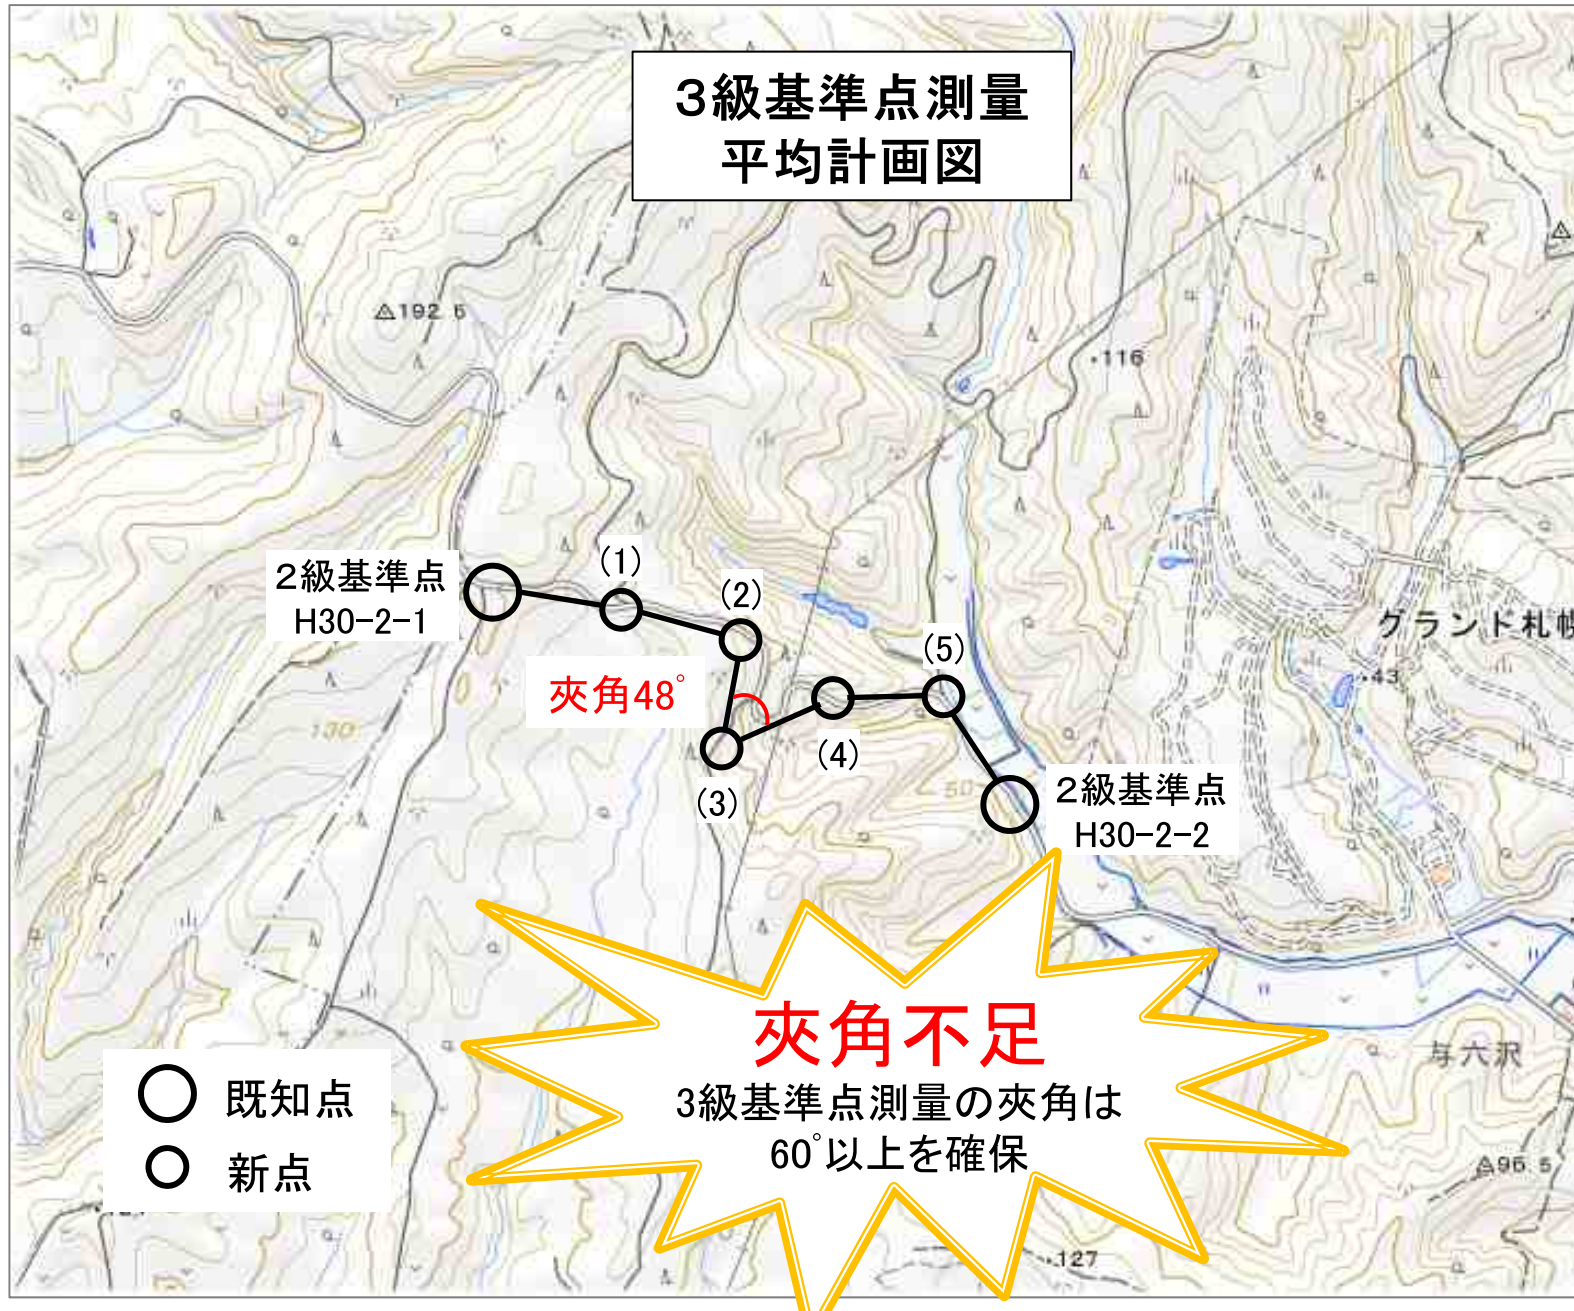 3級基準点測量
平均計画図
192.6
116
2級基準点
H30-2-1
(1)
(2)
夾角48°
(3)
(4)
(5)
グランド札幌
43
130
50
2級基準点
H30-2-2
夾角不足
3級基準点測量の夾角は
60°以上を確保
与六沢
既知点
新点
96.5
127